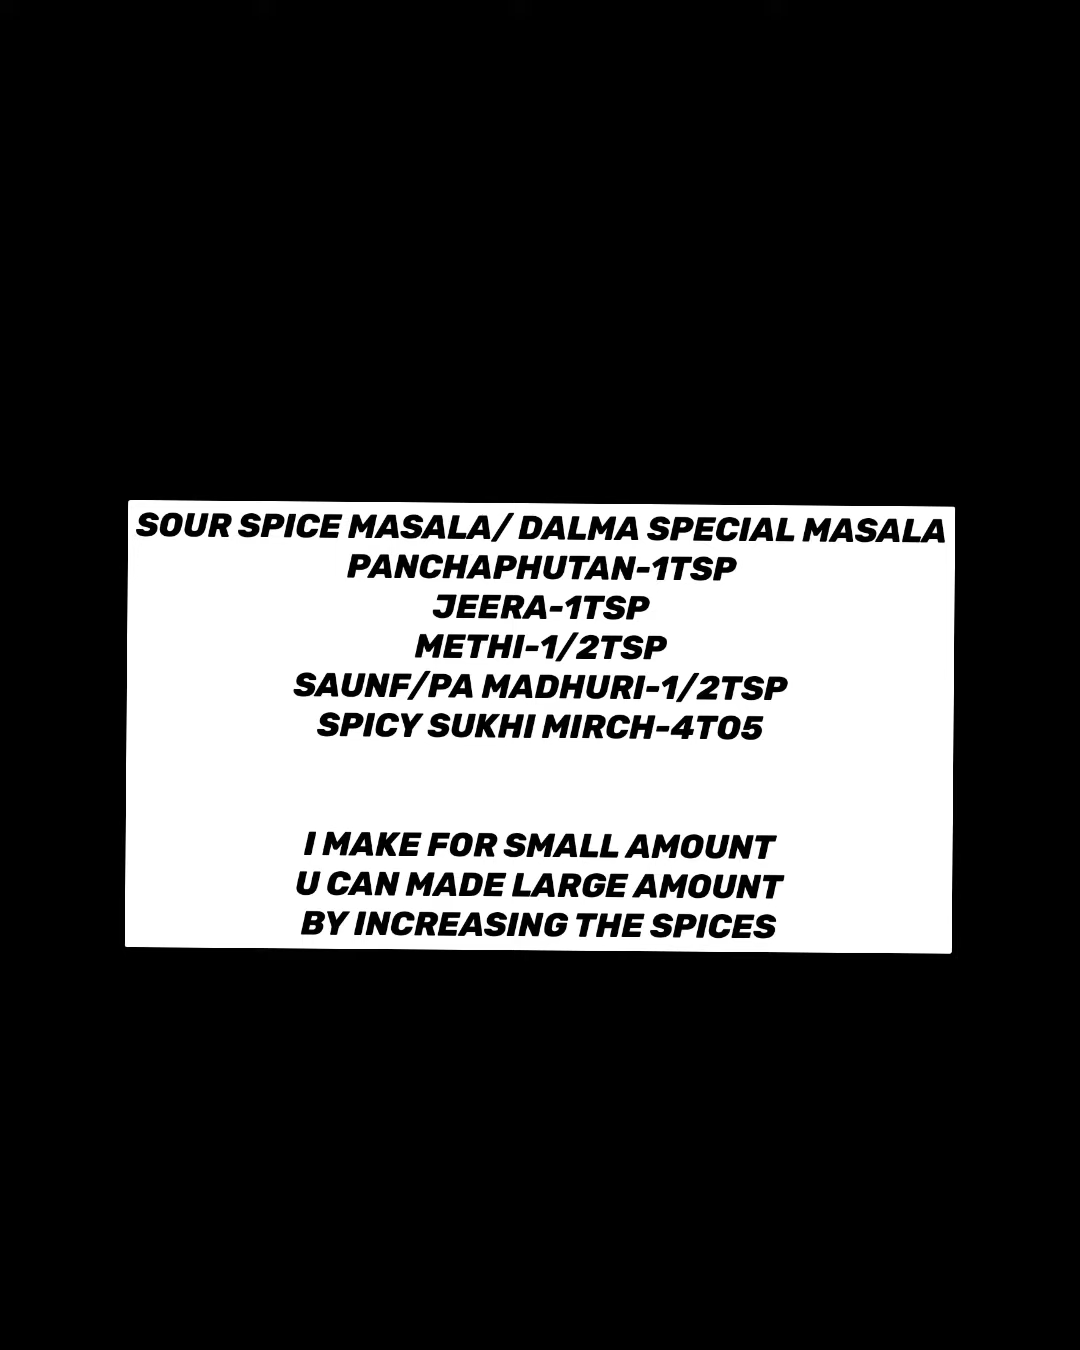 SOUR SPICE MASALA/ DALMA SPECIAL MASALA
PANCHAPHUTAN-1TSP
JEERA-1TSP
METHI-1/2TSP
SAUNF/PA MADHURI-1/2TSP
SPICY SUKHI MIRCH-4TO5
I MAKE FOR SMALL AMOUNT
U CAN MADE LARGE AMOUNT
BY INCREASING THE SPICES